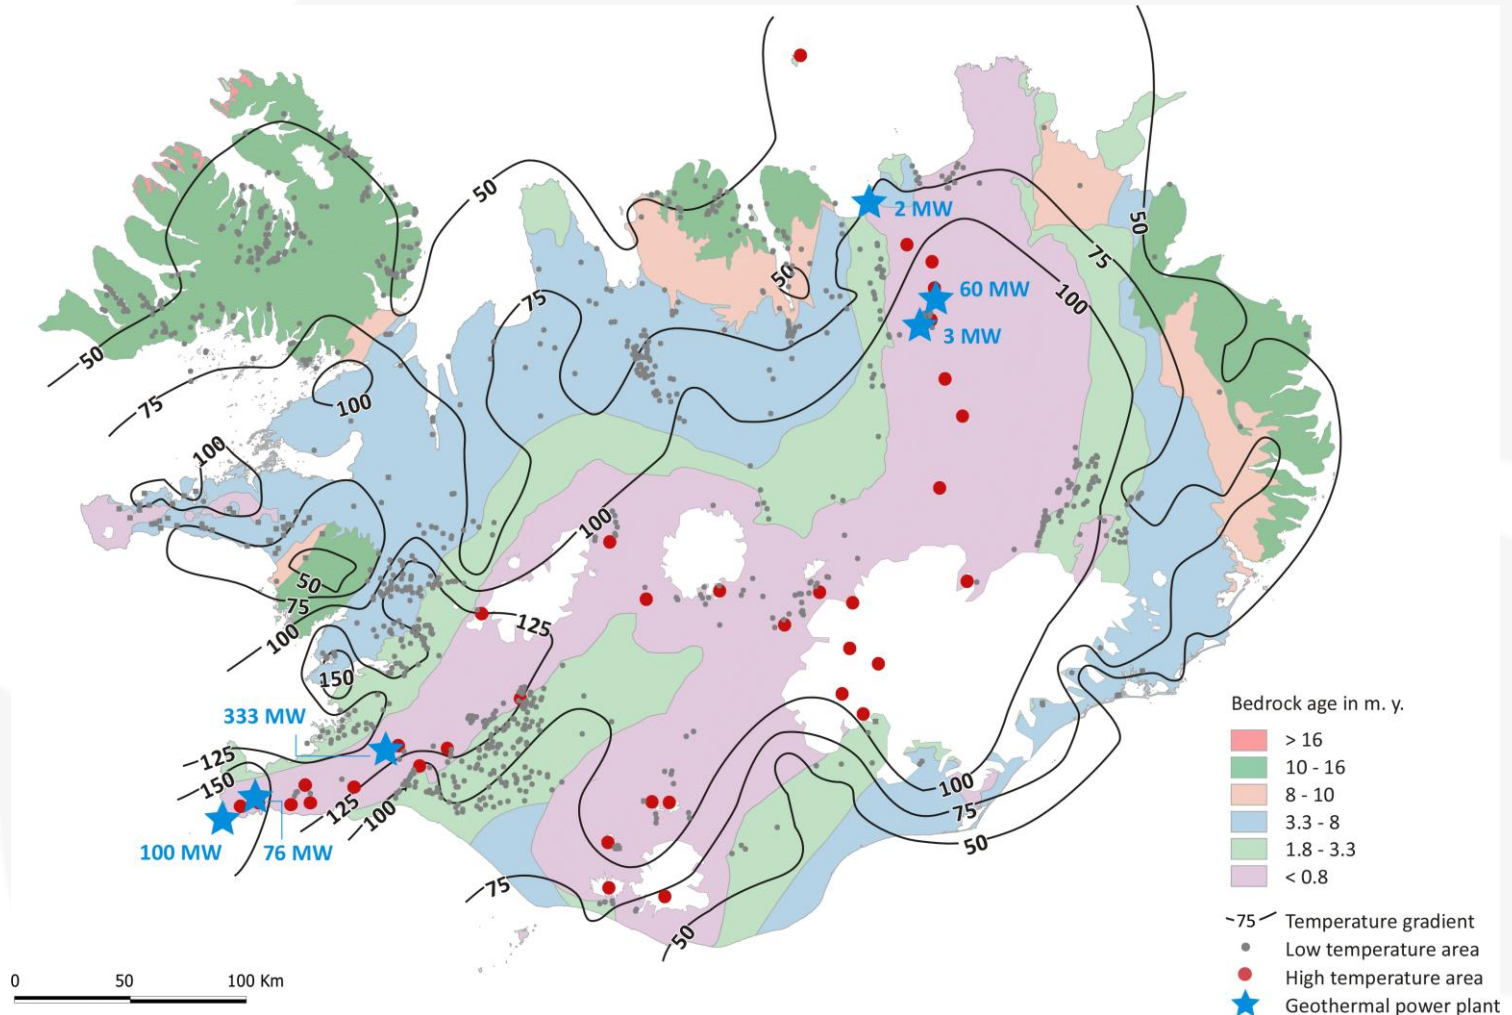 50
50
2 MW
50
75
50
60 MW
75
100
3 MW
50
75
100
100
100
50
75
125
100
150
333 MW
125
150
100
125
75
100
50
100 MW
76 MW
75
50
Bedrock age in m. y.
> 16
10 - 16
8 - 10
3.3 - 8
1.8 - 3.3
< 0.8
-75- Temperature gradient
Low temperature area
High temperature area
Geothermal power plant
0 50 100 Km